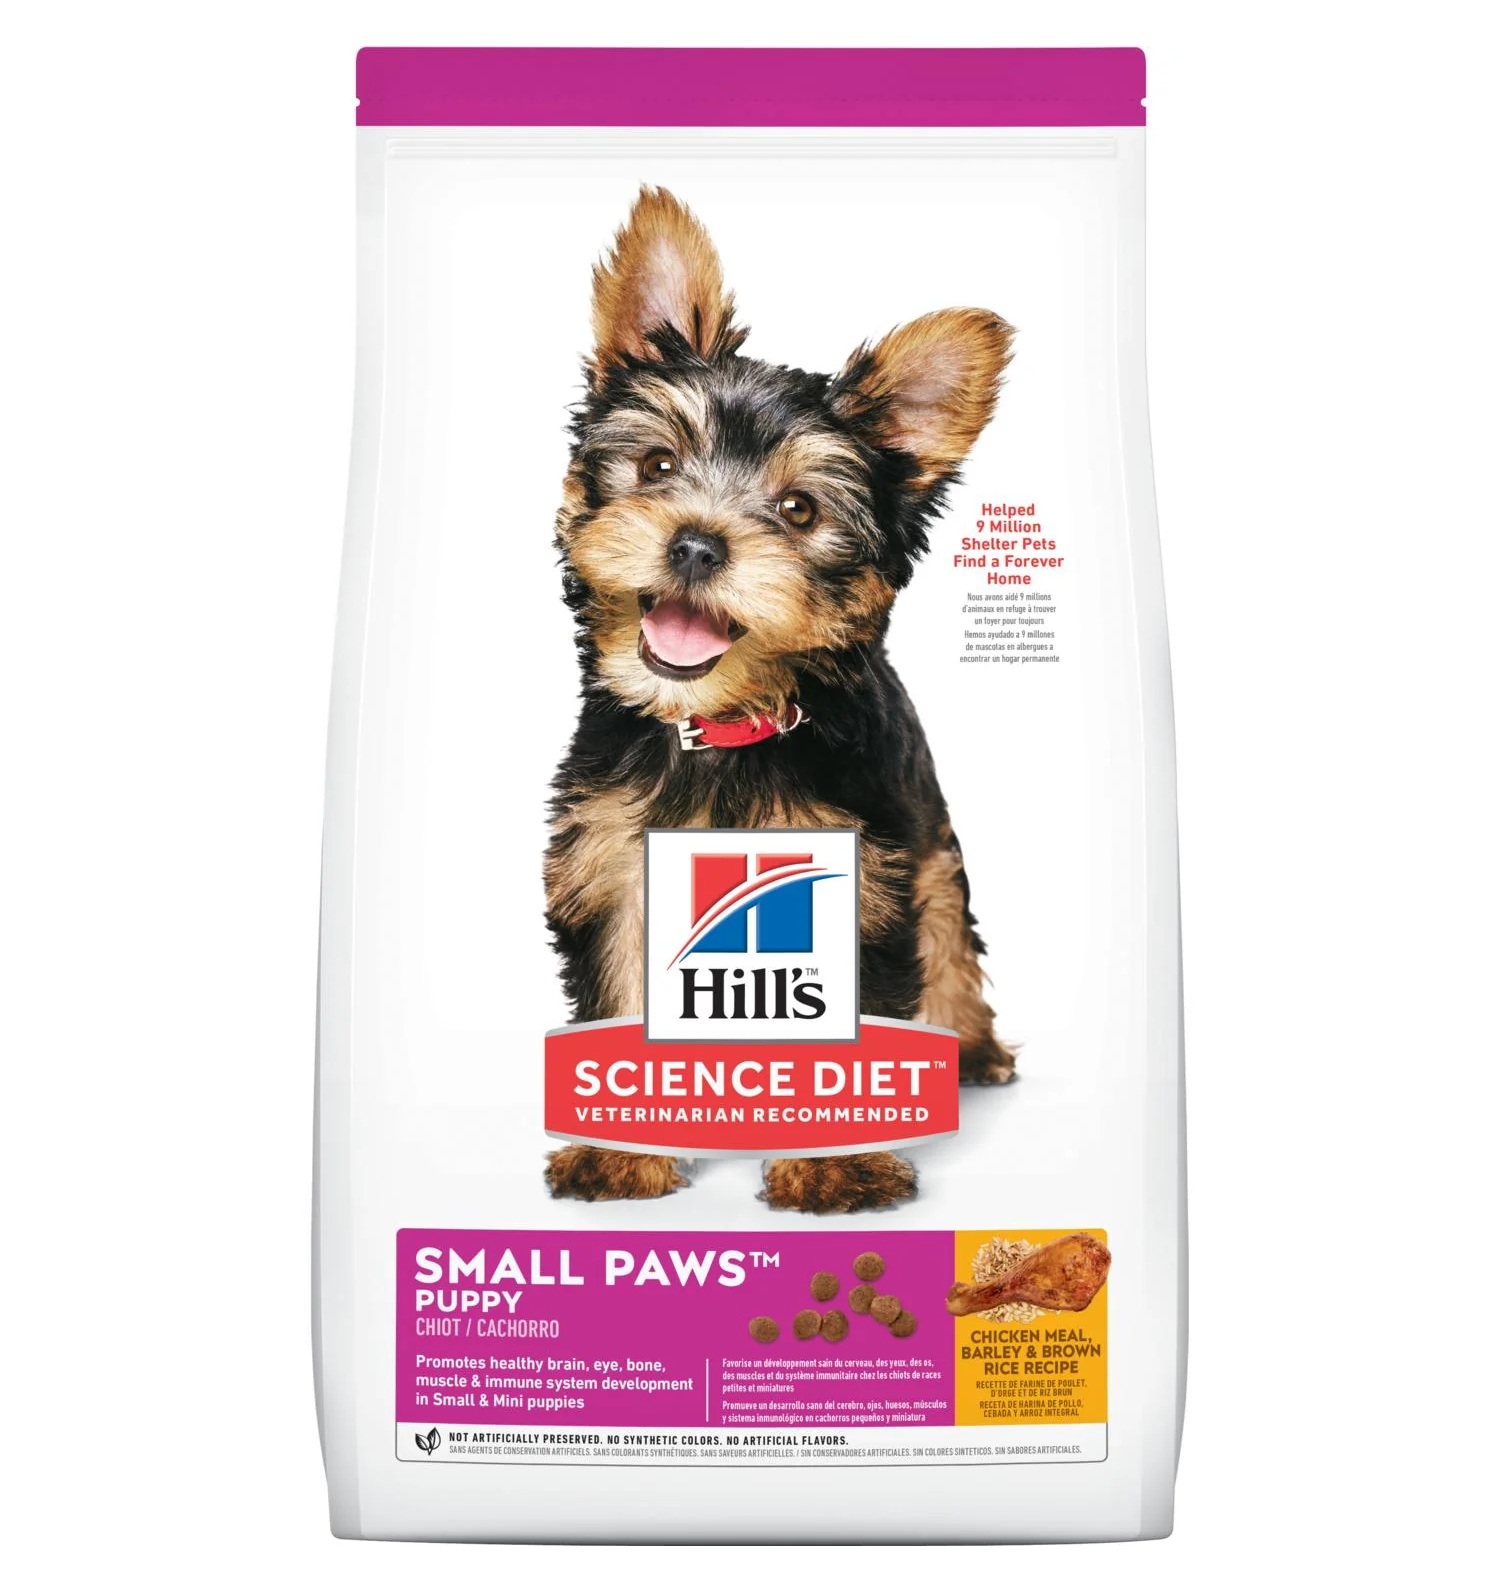 Helped
9 Million
Shelter Pets
Find a Forever
Home
Nous avons aidé 9 millions
d'animaux en refuge à trouver
un foyer pour toujours
Hemos ayudado a 9 millones
de mascotas en albergues a
encontrar un hogar permanente
Hill's™
SCIENCE DIET™
VETERINARIAN RECOMMENDED
SMALL PAWS™
PUPPY
CHIOT / CACHORRO
Promotes healthy brain, eye, bone,
muscle & immune system development
in Small & Mini puppies
Favorise un développement sain du cerveau, des yeux, des os,
des muscles et du système immunitaire chez les chiots de races
petites et miniatures
Promueve un desarrollo sano del cerebro, ojos, huesos, músculos
y sistema inmunológico en cachorros pequeños y miniatura
CHICKEN MEAL,
BARLEY & BROWN
RICE RECIPE
RECETTE DE FARINE DE POULET,
D'ORGE ET DE RIZ BRUN
RECETA DE HARINA DE POLLO,
CEBADA Y ARROZ INTEGRAL
NOT ARTIFICIALLY PRESERVED. NO SYNTHETIC COLORS. NO ARTIFICIAL FLAVORS.
SANS AGENTS DE CONSERVATION ARTIFICIELS. SANS COLORANTS SYNTHÉTIQUES. SANS SAVEURS ARTIFICIELLES. / SIN CONSERVADORES ARTIFICIALES. SIN COLORES SINTETICOS. SIN SABORES ARTIFICIALES.